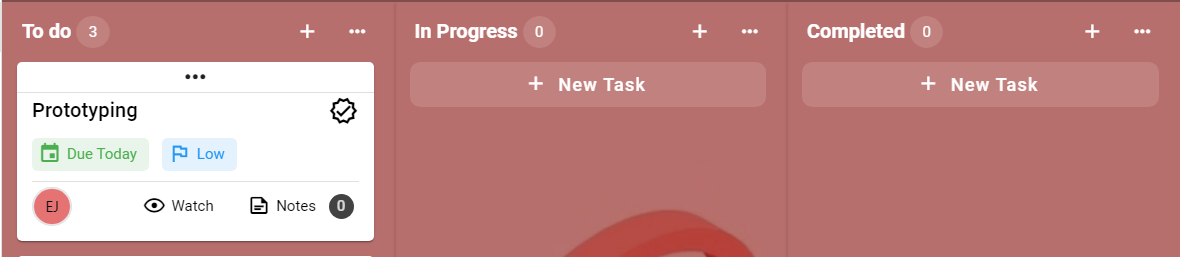 To do 3
In Progress 0
Completed 0
New Task
New Task
Prototyping
Due Today
Low
EJ
Watch
Notes 0